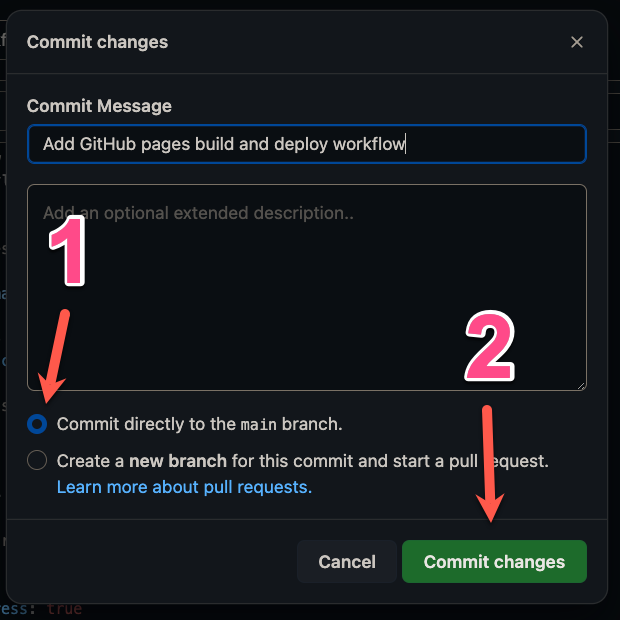 Commit changes
Commit Message
Add GitHub pages build and deploy workflow
Add an optional extended description..
1
2
Commit directly to the main branch.
Create a new branch for this commit and start a pull request.
Learn more about pull requests.
Cancel
Commit changes
ress: true